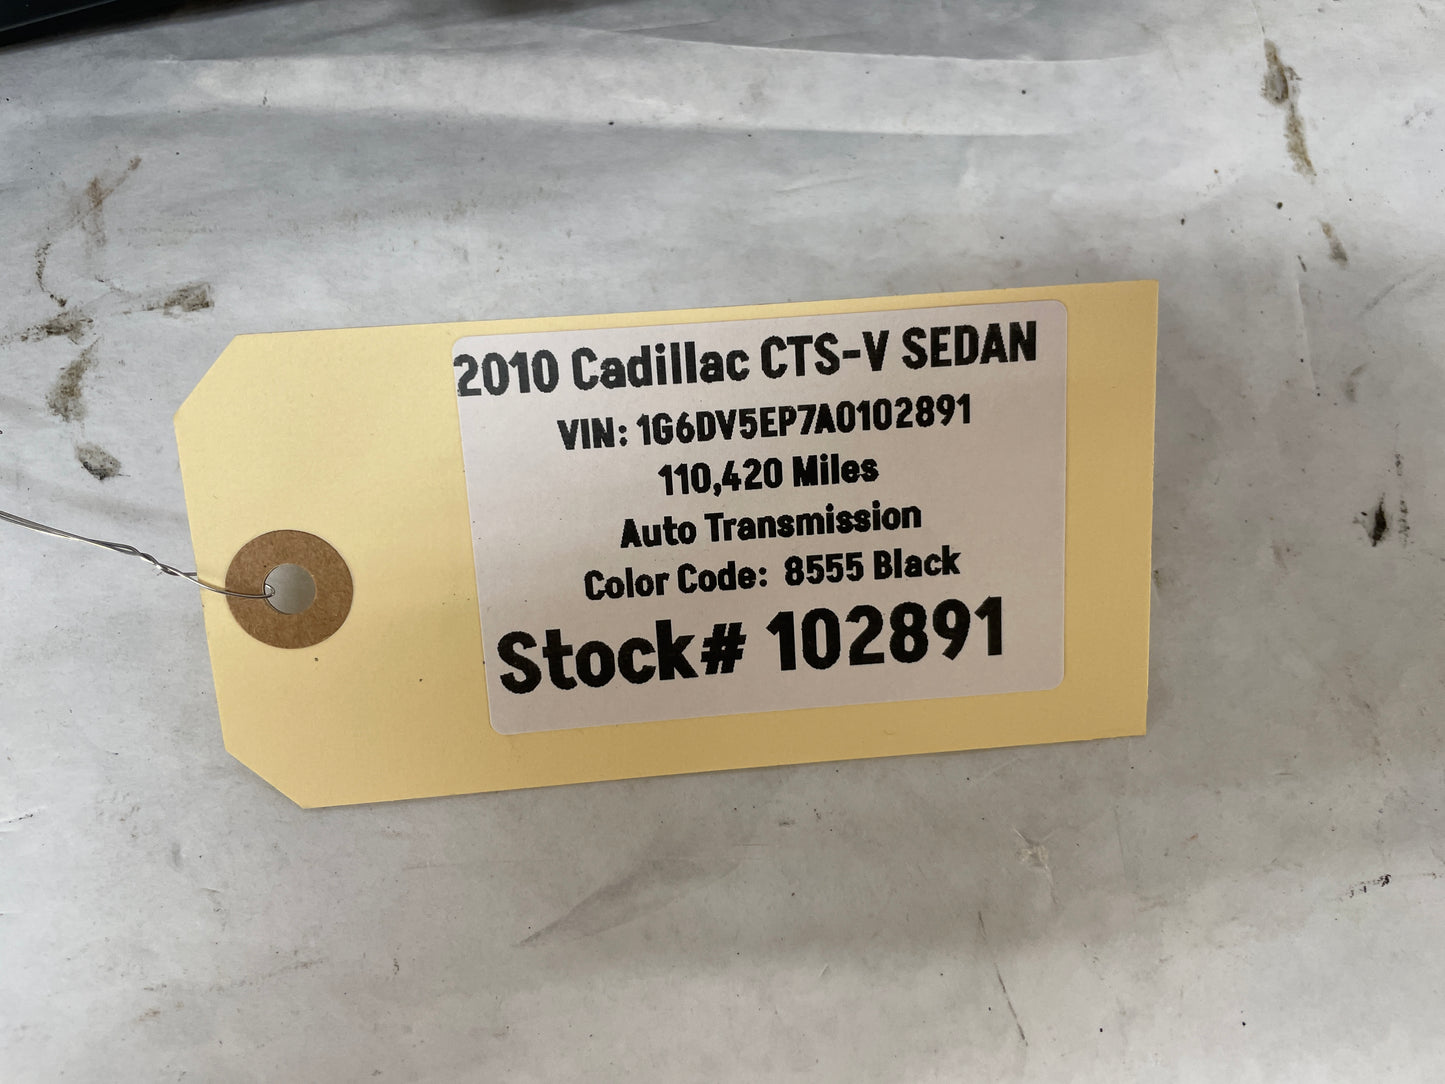 2010 Cadillac CTS-V SEDAN
VIN: 1G6DV5EP7A0102891
110,420 Miles
Auto Transmission
Color Code: 8555 Black
Stock# 102891